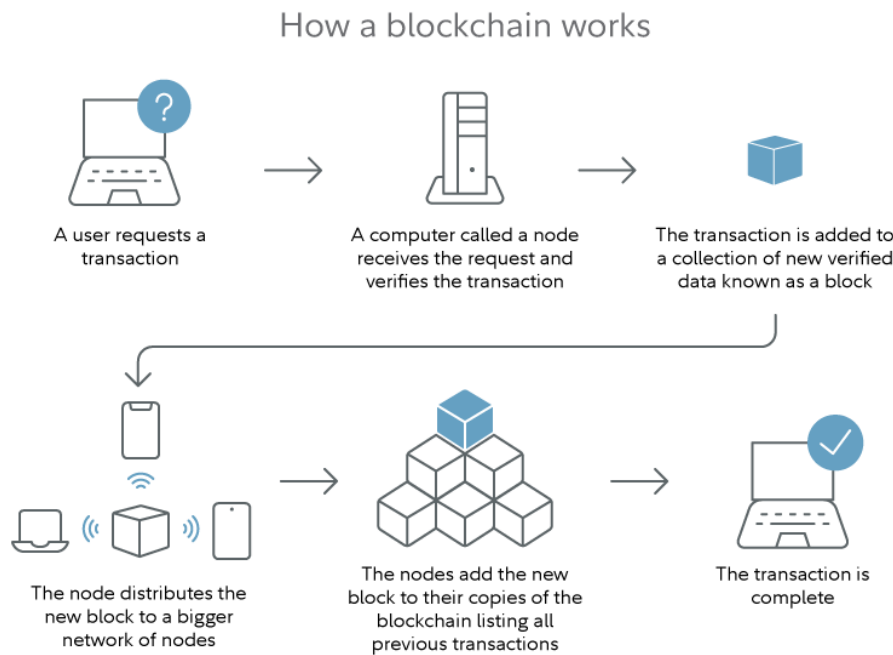 How a blockchain works
?
A user requests a
transaction
A computer called a node
receives the request and
verifies the transaction
The transaction is added to
a collection of new verified
data known as a block
The node distributes the
new block to a bigger
network of nodes
The nodes add the new
block to their copies of the
blockchain listing all
previous transactions
The transaction is
complete